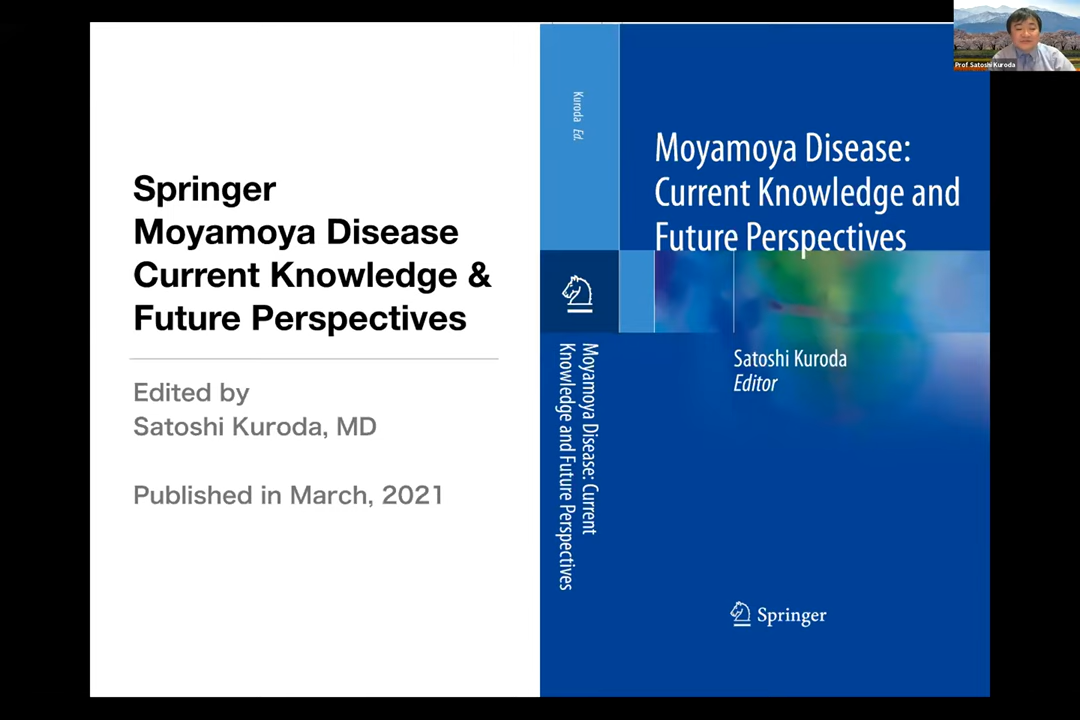 Springer
Moyamoya Disease
Current Knowledge &
Future Perspectives
Edited by
Satoshi Kuroda, MD
Published in March, 2021
Kuroda Ed.
Moyamoya Disease: Current
Knowledge and Future Perspectives
Moyamoya Disease:
Current Knowledge and
Future Perspectives
Satoshi Kuroda
Editor
Springer
Prof Satoshi Kuroda